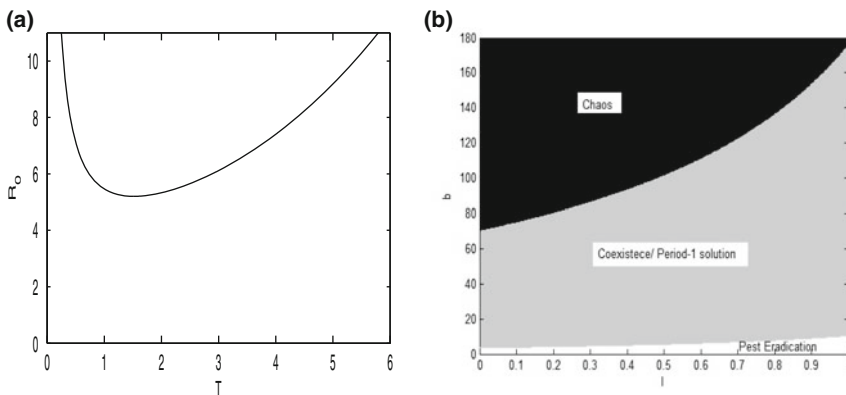 (a)
10
8
6
4
2
0
R₀
0 1 2 3 4 5 6
T
(b)
180
160
140
120
100
80
60
40
20
0
b
Chaos
Coexistece/ Period-1 solution
Pest Eradication
0 0.1 0.2 0.3 0.4 0.5 0.6 0.7 0.8 0.9
l